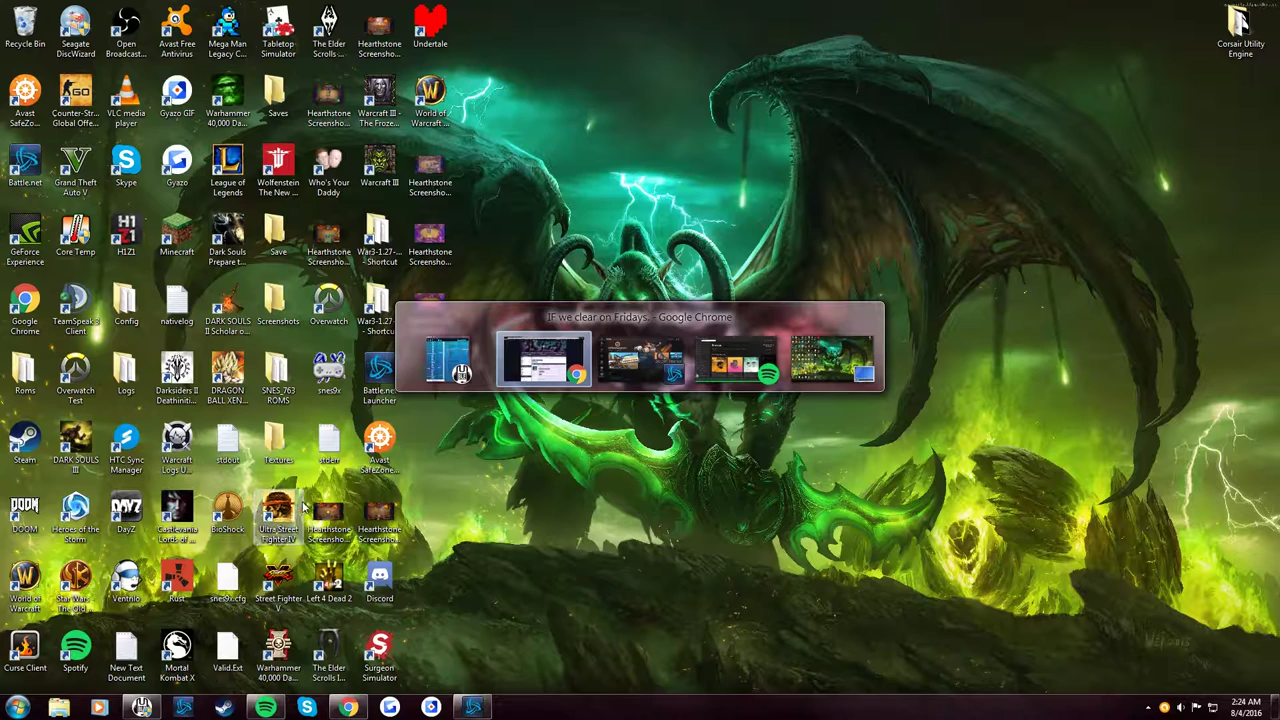 Recycle Bin
Seagate
DiscWizard
Open
Broadcast...
Avast Free
Antivirus
Mega Man
Legacy C...
Tabletop
Simulator
The Elder
Scrolls ...
Hearthstone
Screensho...
Undertale
Corsair Utility
Engine
Avast
SafeZo...
Counter-Str...
Global Offe...
VLC media
player
Gyazo GIF
Warhammer
40,000 Da...
Saves
Hearthstone
Screensho...
Warcraft III -
The Froze...
World of
Warcraft ...
Battle.net
Grand Theft
Auto V
Skype
Gyazo
League of
Legends
Wolfenstein
The New ...
Who's Your
Daddy
Warcraft III
Hearthstone
Screensho...
GeForce
Experience
Core Temp
H1Z1
H1Z1
Minecraft
Dark Souls
Prepare t...
Save
Hearthstone
Screensho...
War3-1.27-...
- Shortcut
Hearthstone
Screensho...
Google
Chrome
TeamSpeak 3
Client
Config
nativelog
DARK SOULS
II Scholar o...
Screenshots
Overwatch
War3-1.27-...
- Shortcu
IF we clear on Fridays. - Google Chrome
Roms
Overwatch
Test
Logs
Darksiders II
Deathiniti...
DRAGON
BALL XEN...
SNES_763
ROMS
snes9x
Battle.ne
Launcher
Steam
DARK SOULS
III
HTC Sync
Manager
Warcraft
Logs U...
stdout
Textures
stderr
Avast
SafeZone...
DOOM
DOOM
Heroes of the
Storm
DAYZ
DayZ
Castlevania
Lords of ...
BioShock
Ultra Street
Fighter IV
Hearthstone
Screensho...
Hearthstone
Screensho...
World of
Warcraft
Star Wars -
The Old ...
Ventrilo
Rust
snes9x.cfg
Street Fighter
V
Left 4 Dead 2
Discord
Curse Client
Spotify
New Text
Document
Mortal
Kombat X
Valid.Ext
Warhammer
40,000 Da...
The Elder
Scrolls I...
Surgeon
Simulator
2:24 AM
8/4/2016